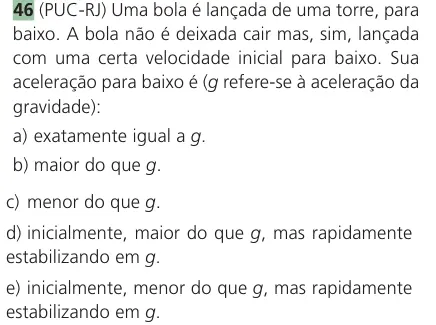 46 (PUC-RJ) Uma bola é lançada de uma torre, para
baixo. A bola não é deixada cair mas, sim, lançada
com uma certa velocidade inicial para baixo. Sua
aceleração para baixo é (g refere-se à aceleração da
gravidade):
a) exatamente igual a g.
b) maior do que g.
c) menor do que g.
d) inicialmente, maior do que g, mas rapidamente
estabilizando em g.
e) inicialmente, menor do que g, mas rapidamente
estabilizando em g.